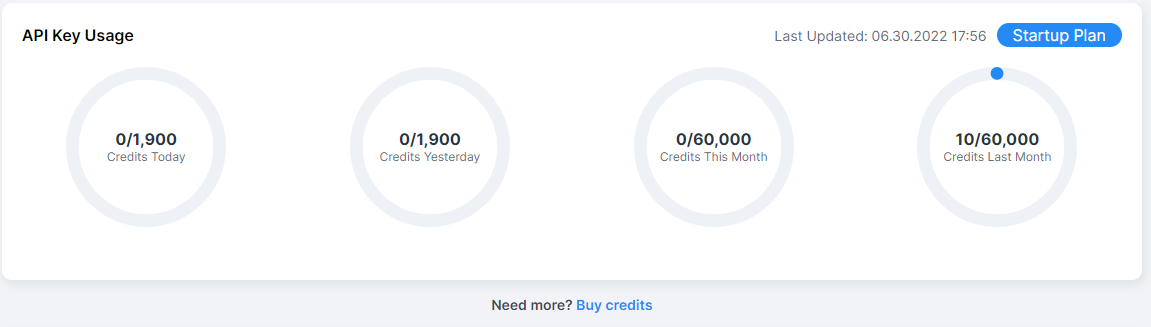 API Key Usage
Last Updated: 06.30.2022 17:56
Startup Plan
0/1,900
Credits Today
0/1,900
Credits Yesterday
0/60,000
Credits This Month
10/60,000
Credits Last Month
Need more? Buy credits